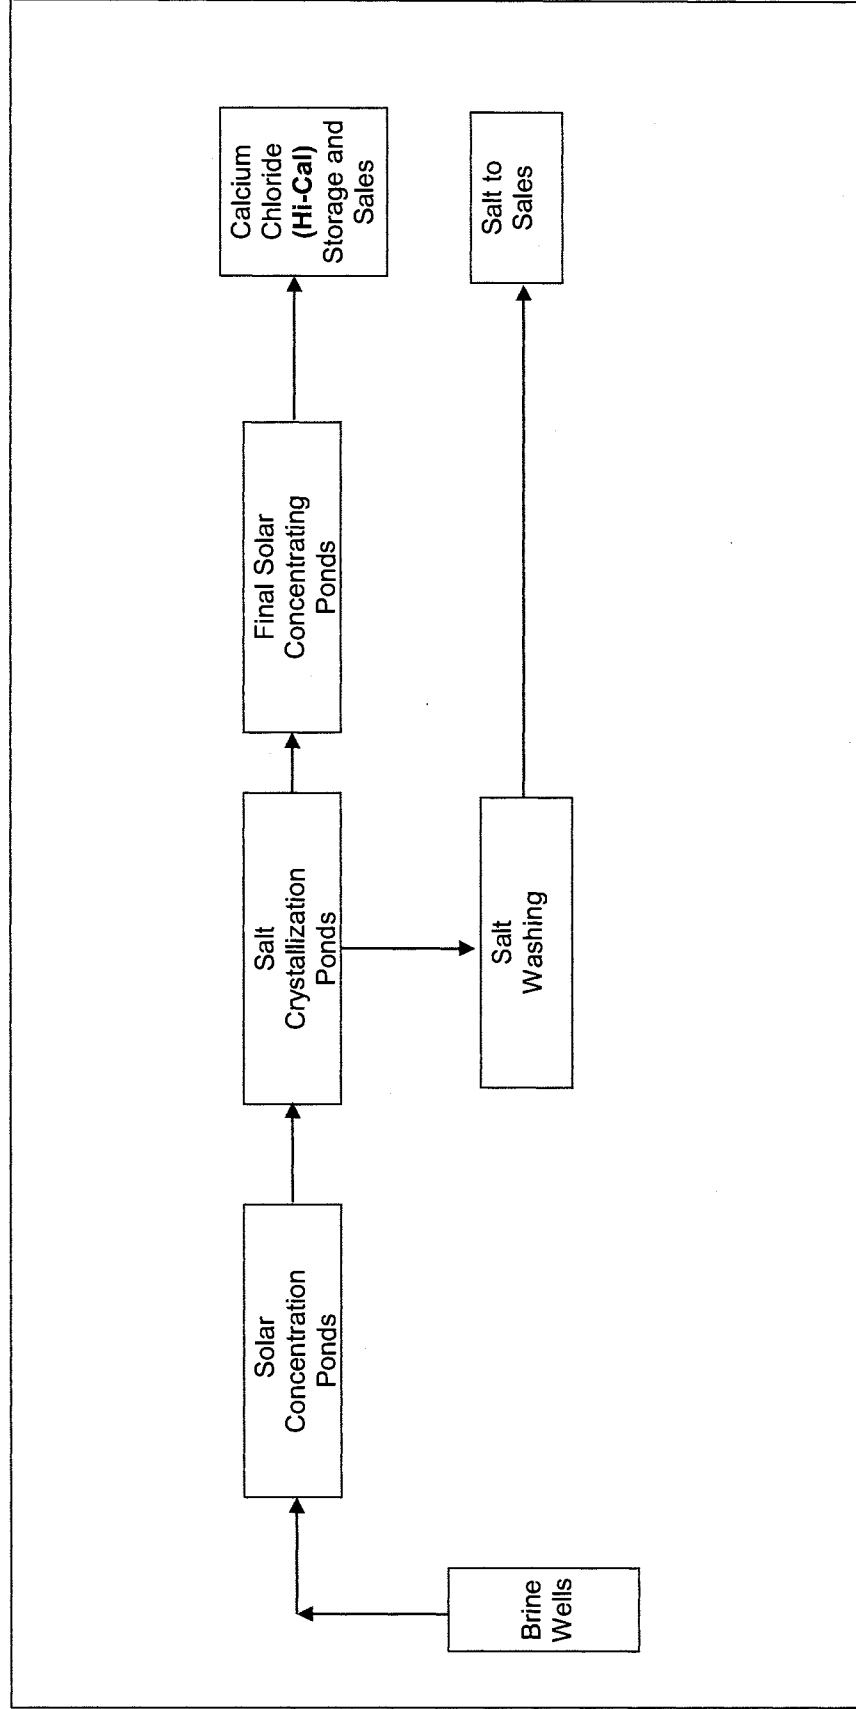 Brine
Wells
Solar
Concentration
Ponds
Salt
Crystallization
Ponds
Salt
Washing
Final Solar
Concentrating
Ponds
Calcium
Chloride
(Hi-Cal)
Storage and
Sales
Salt to
Sales